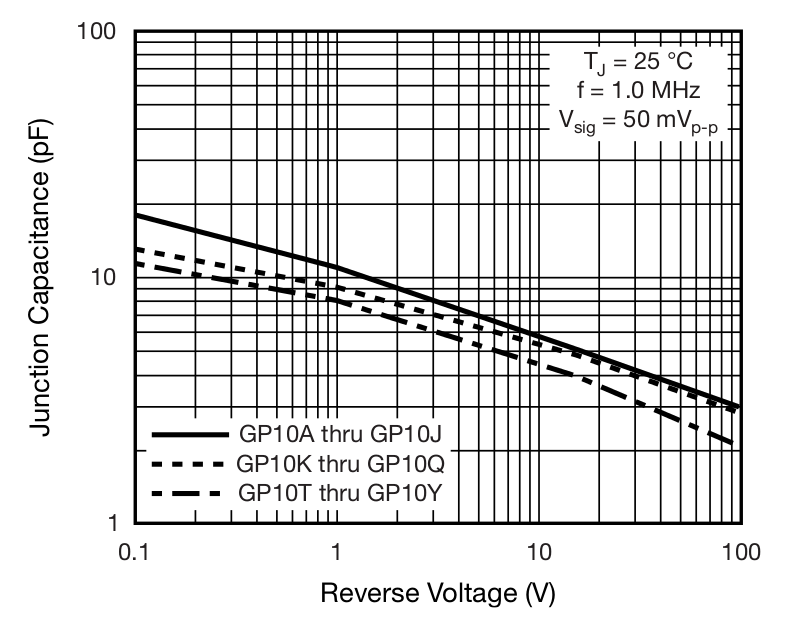 100
10
1
Junction Capacitance (pF)
T_J = 25 °C
f = 1.0 MHz
V_sig = 50 mV_p-p
GP10A thru GP10J
GP10K thru GP10Q
GP10T thru GP10Y
0.1 1 10 100
Reverse Voltage (V)